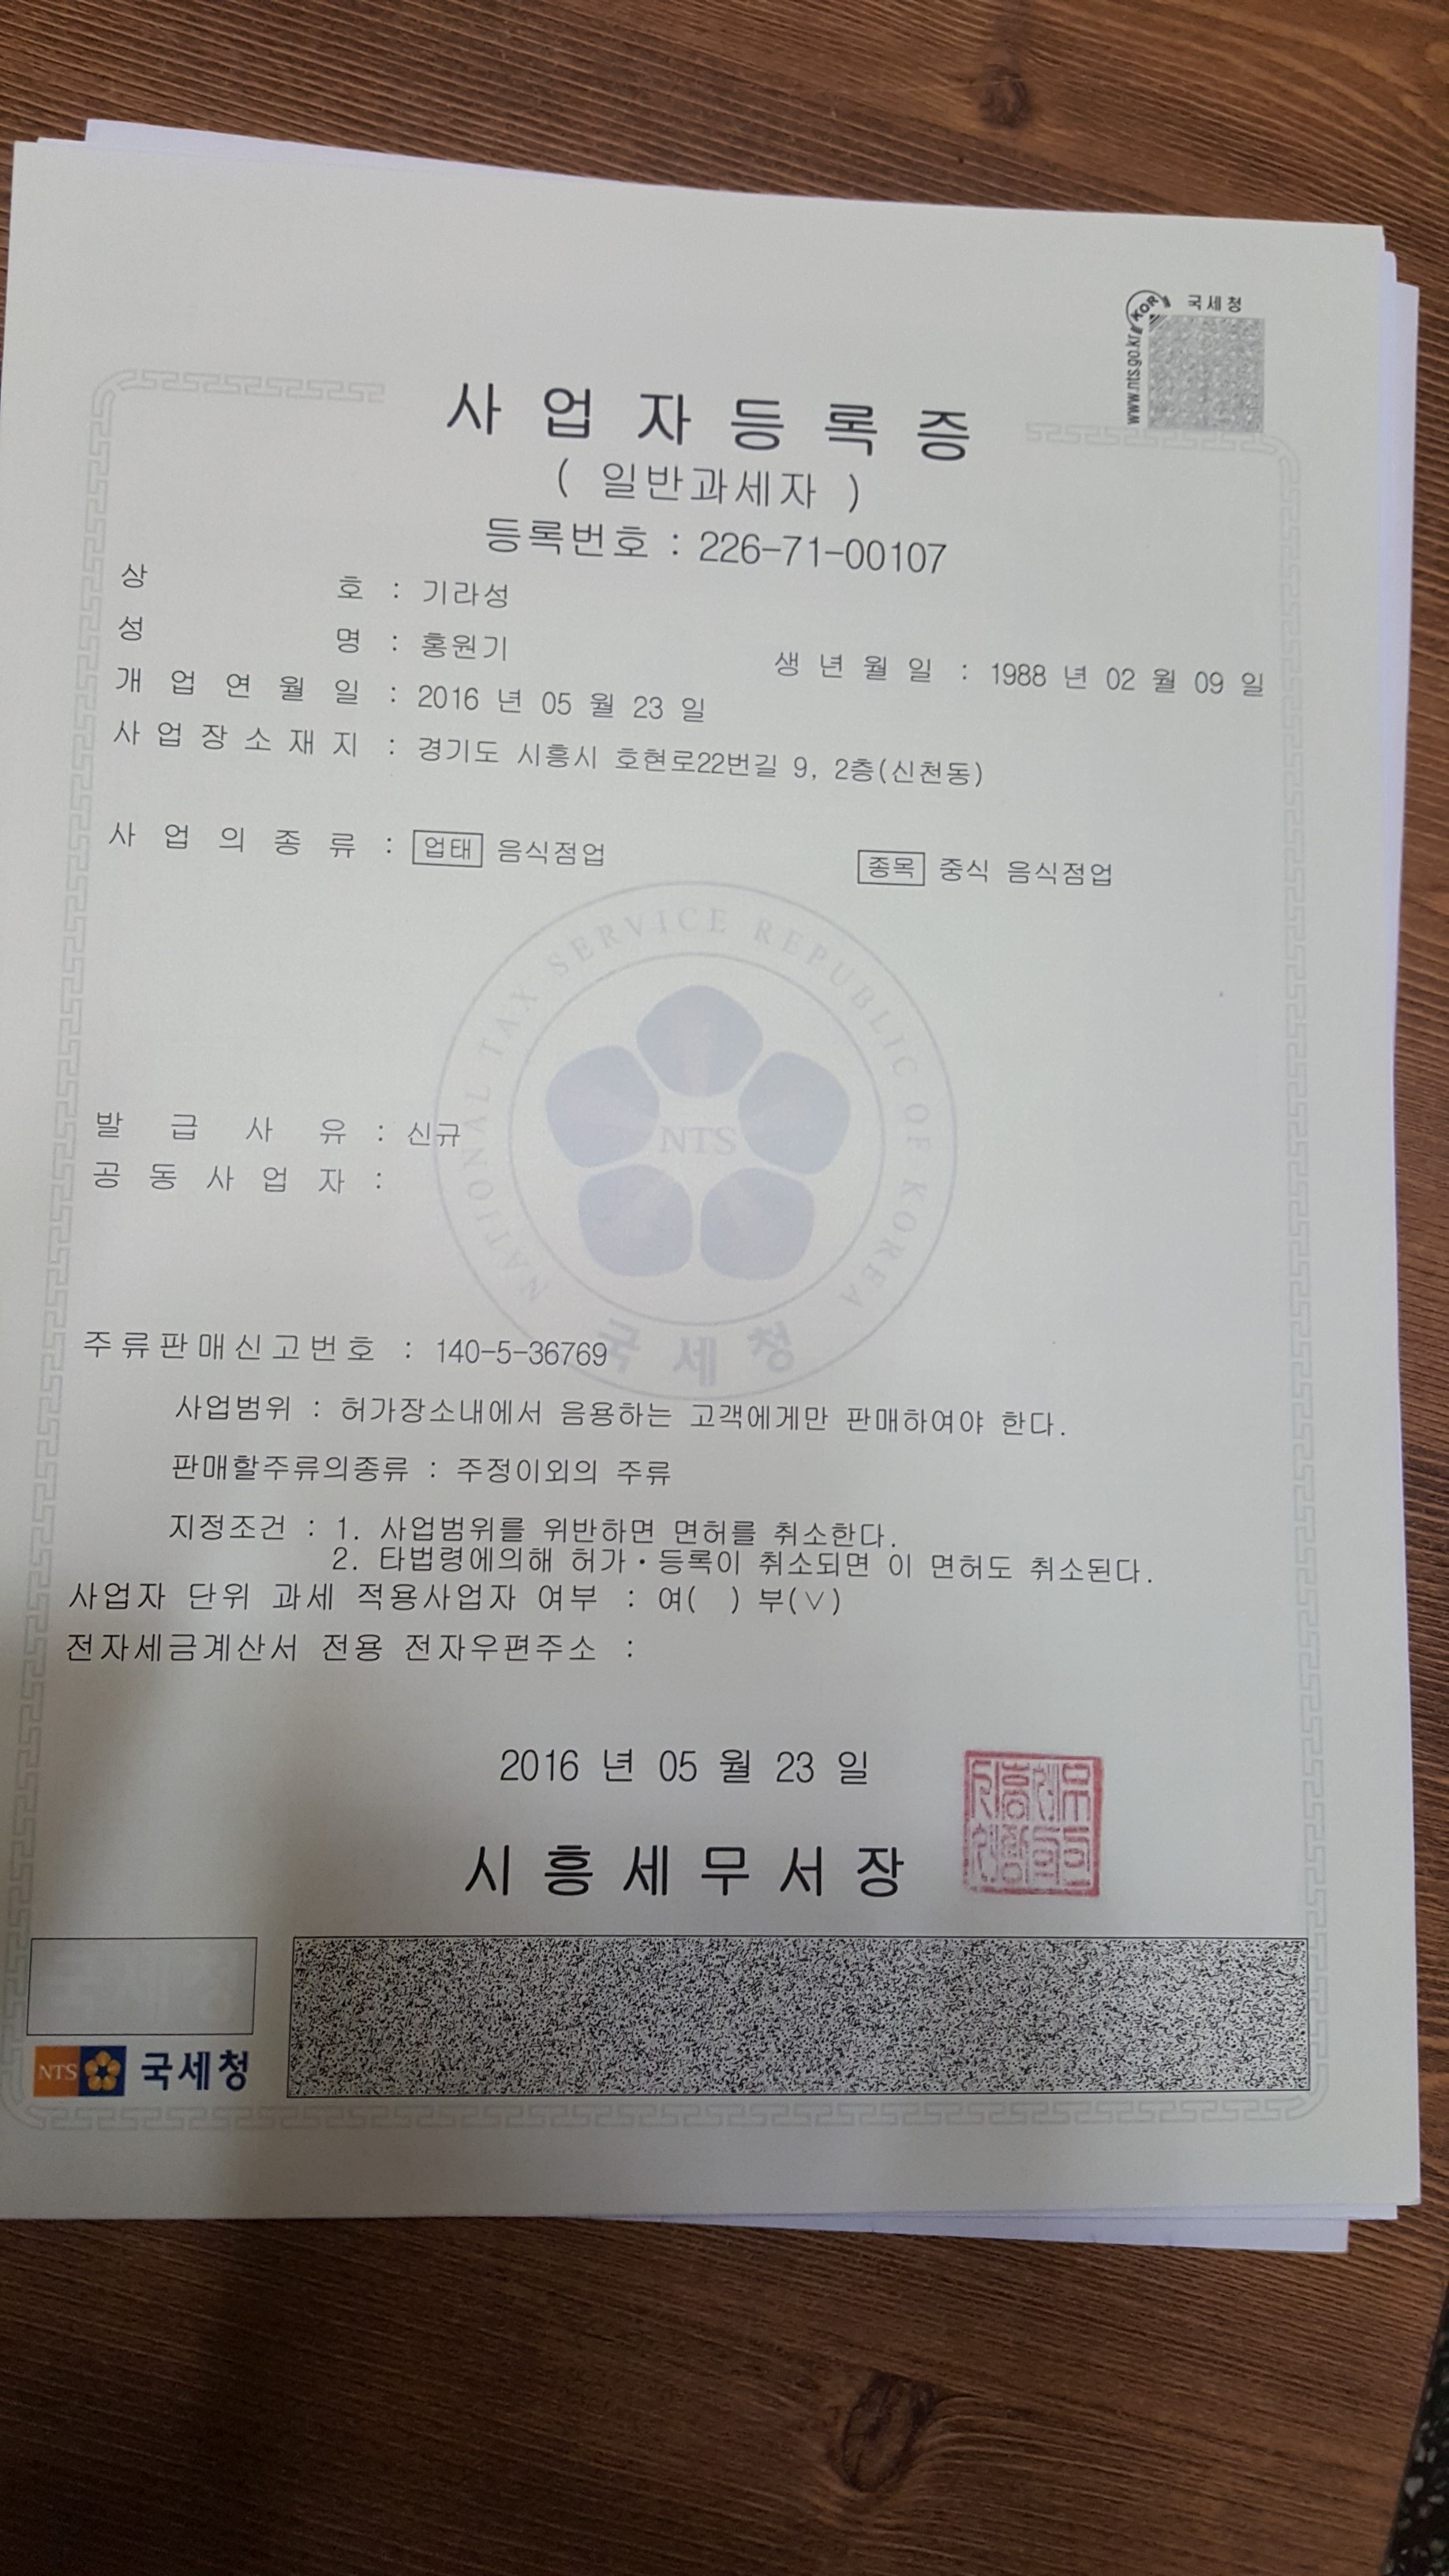 국세청
KOR
www.nts.go.kr
사업자등록증
( 일반과세자 )
등록번호 : 226-71-00107
상 호 : 기라성
성 명 : 홍원기 생년월일 : 1988 년 02 월 09 일
개업연월일 : 2016 년 05 월 23 일
사업장소재지 : 경기도 시흥시 호현로22번길 9, 2층(신천동)
사업의종류 : 업태 음식점업 종목 중식 음식점업
NATIONAL TAX SERVICE REPUBLIC OF KOREA
NTS
국세청
발급사유 : 신규
공동사업자 :
주류판매신고번호 : 140-5-36769
사업범위 : 허가장소내에서 음용하는 고객에게만 판매하여야 한다.
판매할주류의종류 : 주정이외의 주류
지정조건 : 1. 사업범위를 위반하면 면허를 취소한다.
2. 타법령에의해 허가·등록이 취소되면 이 면허도 취소된다.
사업자 단위 과세 적용사업자 여부 : 여( ) 부(∨)
전자세금계산서 전용 전자우편주소 :
2016 년 05 월 23 일
시흥세무서장
국세청
NTS 국세청